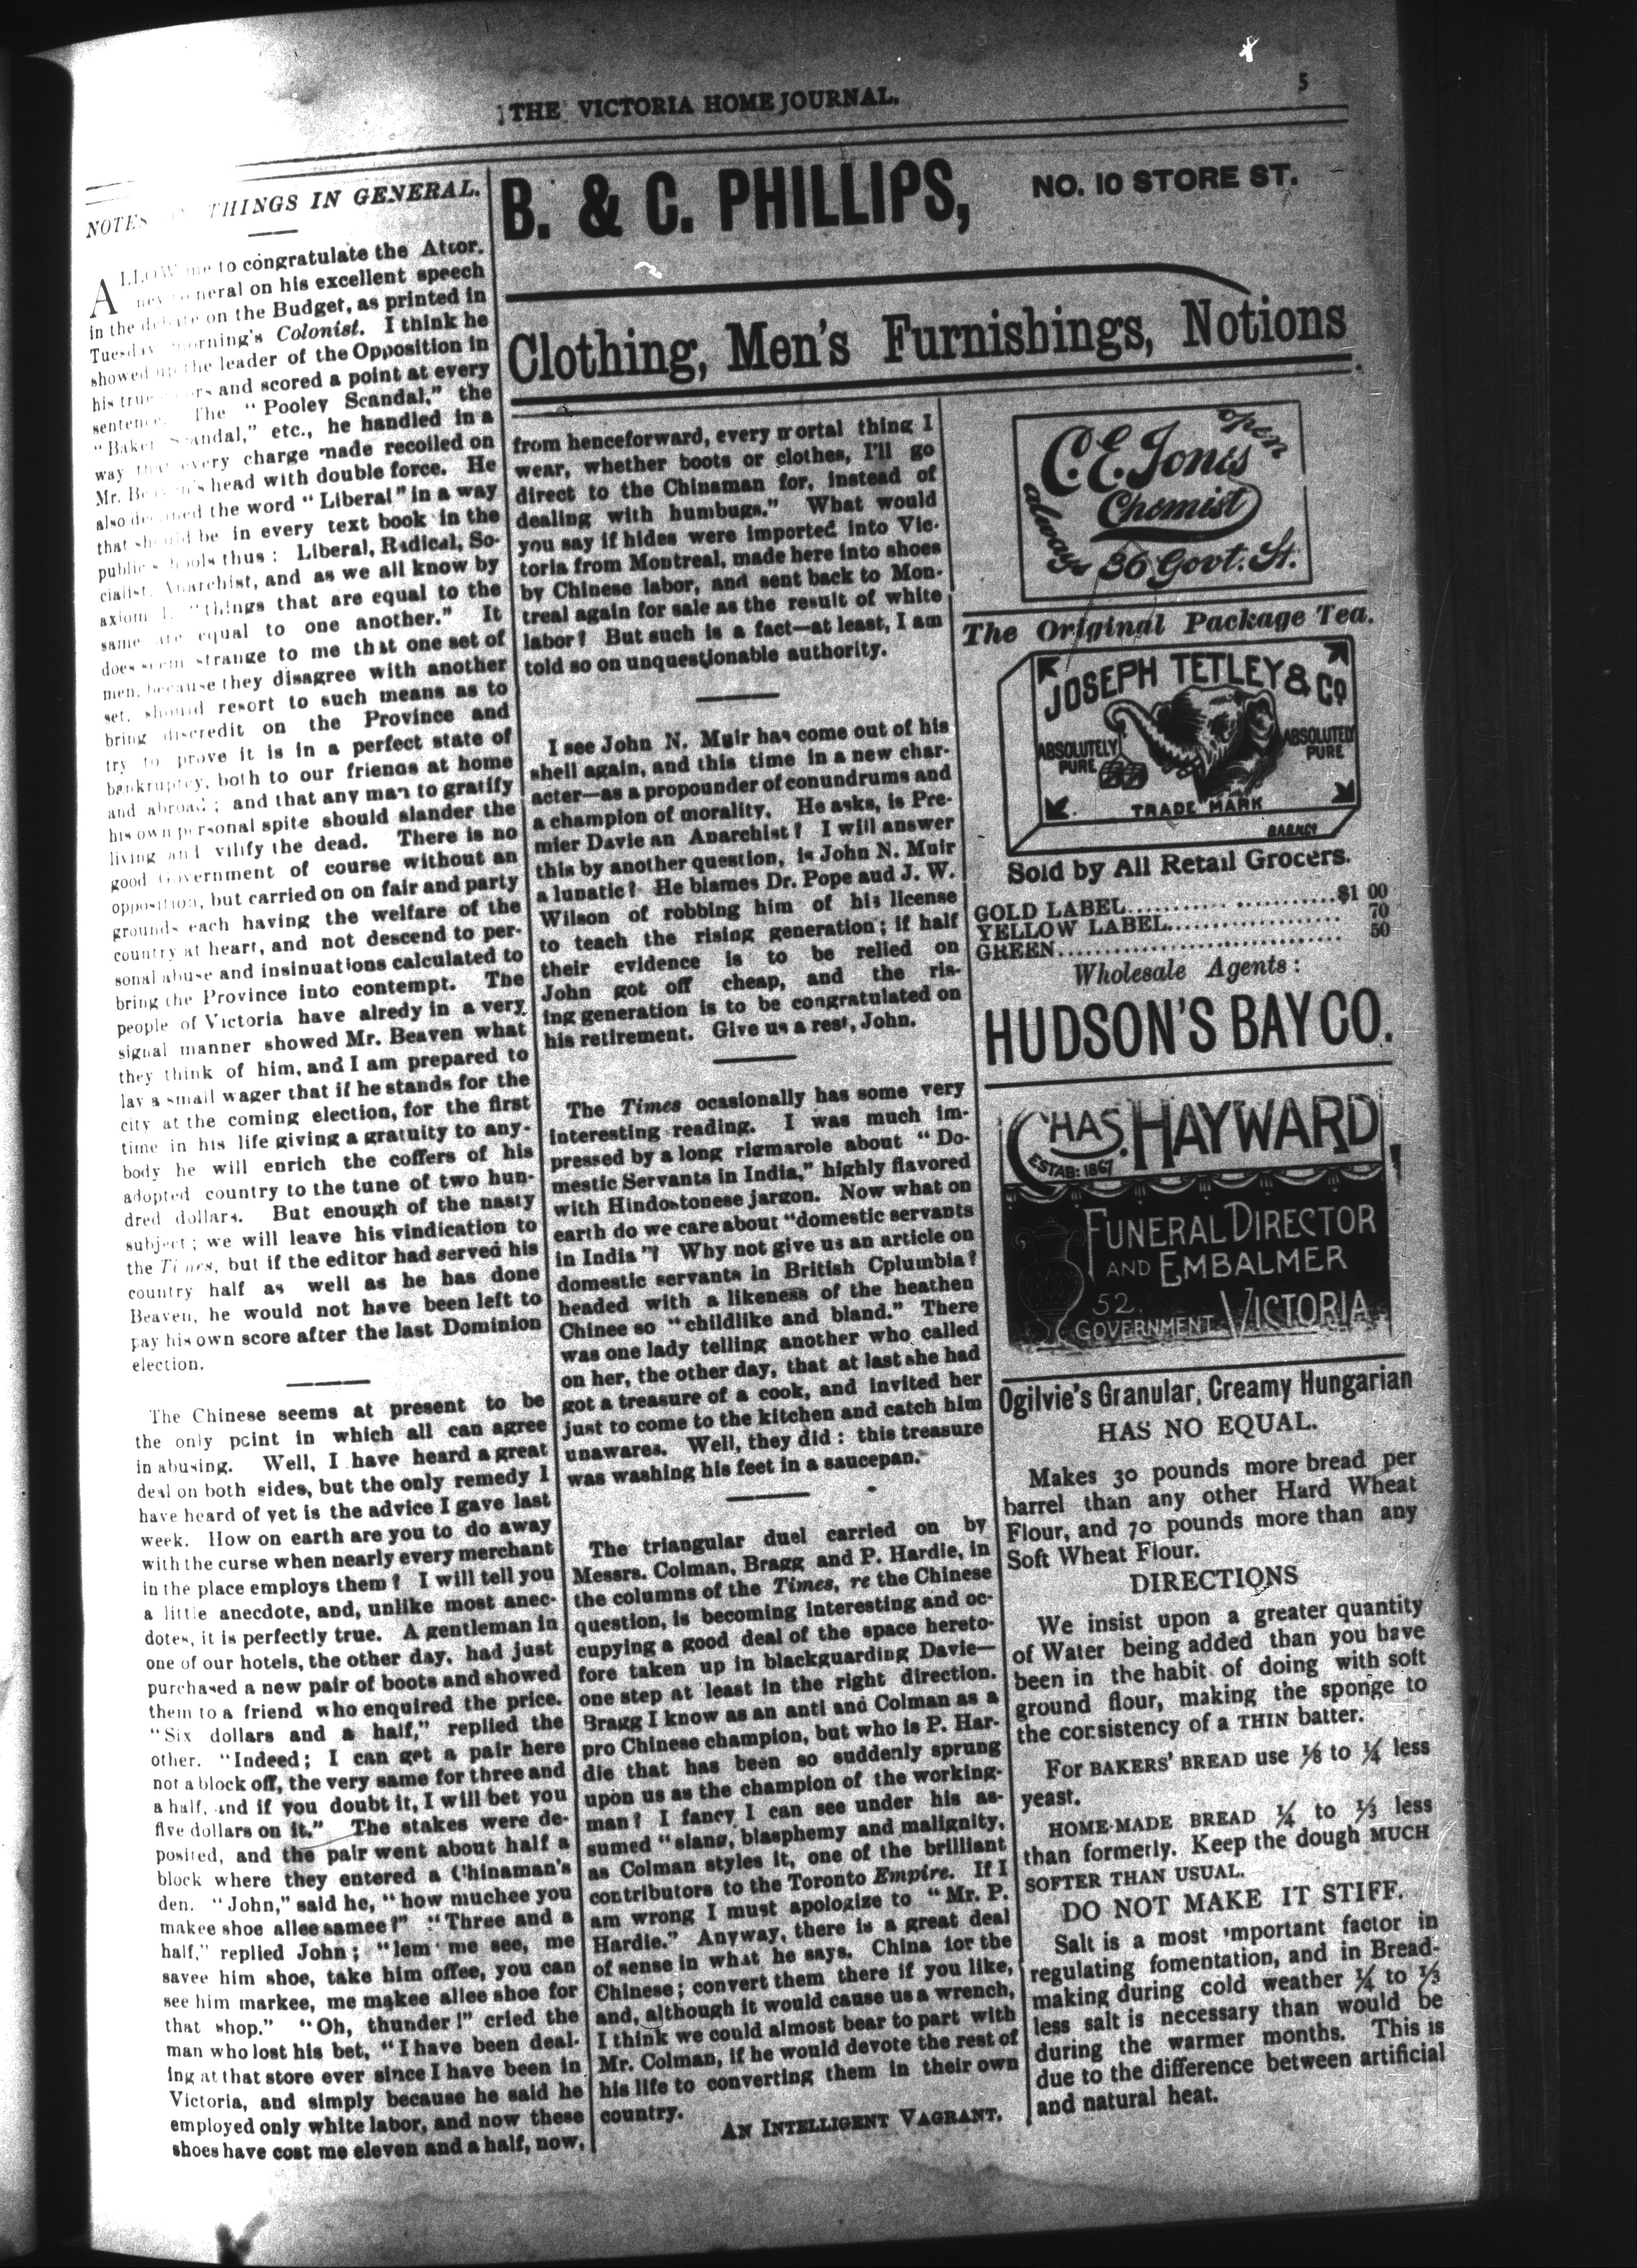 THE VICTORIA HOME JOURNAL.
5
NOTES THINGS IN GENERAL.
ALLOW me to congratulate the Attor.
ney General on his excellent speech
in the debate on the Budget, as printed in
Tuesday morning's Colonist. I think he
showed up the leader of the Opposition in
his true and scored a point at every
sentence. The "Pooley Scandal," the
"Baker Scandal," etc., he handled in a
way that every charge made recoiled on
Mr. Beaven's head with double force. He
also defined the word "Liberal" in a way
that should be in every text book in the
public schools thus: Liberal, Radical, So-
cialist, Anarchist, and as we all know by
axiom 1, "things that are equal to the
same are equal to one another." It
does seem strange to me that one set of
men, because they disagree with another
set, should resort to such means as to
bring discredit on the Province and
try to prove it is in a perfect state of
bankruptcy, both to our friends at home
and abroad; and that any man to gratify
his own personal spite should slander the
living and vilify the dead. There is no
good Government of course without an
opposition, but carried on on fair and party
grounds each having the welfare of the
country at heart, and not descend to per-
sonal abuse and insinuations calculated to
bring the Province into contempt. The
people of Victoria have alredy in a very
signal manner showed Mr. Beaven what
they think of him, and I am prepared to
lay a small wager that if he stands for the
city at the coming election, for the first
time in his life giving a gratuity to any-
body he will enrich the coffers of his
adopted country to the tune of two hun-
dred dollars. But enough of the nasty
subject; we will leave his vindication to
the Times, but if the editor had served his
country half as well as he has done
Beaven, he would not have been left to
pay his own score after the last Dominion
election.
The Chinese seems at present to be
the only point in which all can agree
in abusing. Well, I have heard a great
deal on both sides, but the only remedy I
have heard of yet is the advice I gave last
week. How on earth are you to do away
with the curse when nearly every merchant
in the place employs them? I will tell you
a little anecdote, and, unlike most anec-
dotes, it is perfectly true. A gentleman in
one of our hotels, the other day, had just
purchased a new pair of boots and showed
them to a friend who enquired the price.
"Six dollars and a half," replied the
other. "Indeed; I can get a pair here
not a block off, the very same for three and
a half, and if you doubt it, I will bet you
five dollars on it." The stakes were de-
posited, and the pair went about half a
block where they entered a Chinaman's
den. "John," said he, "how muchee you
makee shoe allee samee?" "Three and a
half," replied John; "lem me see, me
savee him shoe, take him offee, you can
see him markee, me makee allee shoe for
that shop." "Oh, thunder!" cried the
man who lost his bet, "I have been deal-
ing at that store ever since I have been in
Victoria, and simply because he said he
employed only white labor, and now these
shoes have cost me eleven and a half, now,
B. & C. PHILLIPS,
NO. 10 STORE ST.
Clothing, Men's Furnishings, Notions.
from henceforward, every mortal thing I
wear, whether boots or clothes, I'll go
direct to the Chinaman for, instead of
dealing with humbugs." What would
you say if hides were imported into Vic-
toria from Montreal, made here into shoes
by Chinese labor, and sent back to Mon-
treal again for sale as the result of white
labor? But such is a fact—at least, I am
told so on unquestionable authority.
I see John N. Muir has come out of his
shell again, and this time in a new char-
acter—as a propounder of conundrums and
a champion of morality. He asks, is Pre-
mier Davie an Anarchist? I will answer
this by another question, is John N. Muir
a lunatic? He blames Dr. Pope aud J. W.
Wilson of robbing him of his license
to teach the rising generation; if half
their evidence is to be relied on
John got off cheap, and the ris-
ing generation is to be congratulated on
his retirement. Give us a rest, John.
The Times ocasionally has some very
interesting reading. I was much im-
pressed by a long rigmarole about "Do-
mestic Servants in India," highly flavored
with Hindostonese jargon. Now what on
earth do we care about "domestic servants
in India"? Why not give us an article on
domestic servants in British Cplumbia?
headed with a likeness of the heathen
Chinee so "childlike and bland." There
was one lady telling another who called
on her, the other day, that at last she had
got a treasure of a cook, and invited her
just to come to the kitchen and catch him
unawares. Well, they did: this treasure
was washing his feet in a saucepan.
The triangular duel carried on by
Messrs. Colman, Bragg and P. Hardie, in
the columns of the Times, re the Chinese
question, is becoming interesting and oc-
cupying a good deal of the space hereto-
fore taken up in blackguarding Davie—
one step at least in the right direction.
Bragg I know as an anti and Colman as a
pro Chinese champion, but who is P. Har-
die that has been so suddenly sprung
upon us as the champion of the working-
man? I fancy I can see under his as-
sumed "slang, blasphemy and malignity,
as Colman styles it, one of the brilliant
contributors to the Toronto Empire. If I
am wrong I must apologize to "Mr. P.
Hardie." Anyway, there is a great deal
of sense in what he says. China for the
Chinese; convert them there if you like,
and, although it would cause us a wrench,
I think we could almost bear to part with
Mr. Colman, if he would devote the rest of
his life to converting them in their own
country.
AN INTELLIGENT VAGRANT.
C. E. Jones
open
Chemist
always
36 Govt. St.
The Original Package Tea.
JOSEPH TETLEY & CO
ABSOLUTELY PURE
ABSOLUTELY PURE
TRADE MARK
Sold by All Retail Grocers.
GOLD LABEL..........$1 00
YELLOW LABEL.......... 70
GREEN.......... 50
Wholesale Agents:
HUDSON'S BAY CO.
CHAS. HAYWARD
ESTAB: 1867
FUNERAL DIRECTOR
AND EMBALMER
52.
GOVERNMENT VICTORIA
Ogilvie's Granular, Creamy Hungarian
HAS NO EQUAL.
Makes 30 pounds more bread per
barrel than any other Hard Wheat
Flour, and 70 pounds more than any
Soft Wheat Flour.
DIRECTIONS
We insist upon a greater quantity
of Water being added than you have
been in the habit of doing with soft
ground flour, making the sponge to
the consistency of a THIN batter.
For BAKERS' BREAD use ⅛ to ¼ less
yeast.
HOME-MADE BREAD ¼ to ⅓ less
than formerly. Keep the dough MUCH
SOFTER THAN USUAL.
DO NOT MAKE IT STIFF.
Salt is a most important factor in
regulating fomentation, and in Bread-
making during cold weather ¼ to ⅓
less salt is necessary than would be
during the warmer months. This is
due to the difference between artificial
and natural heat.